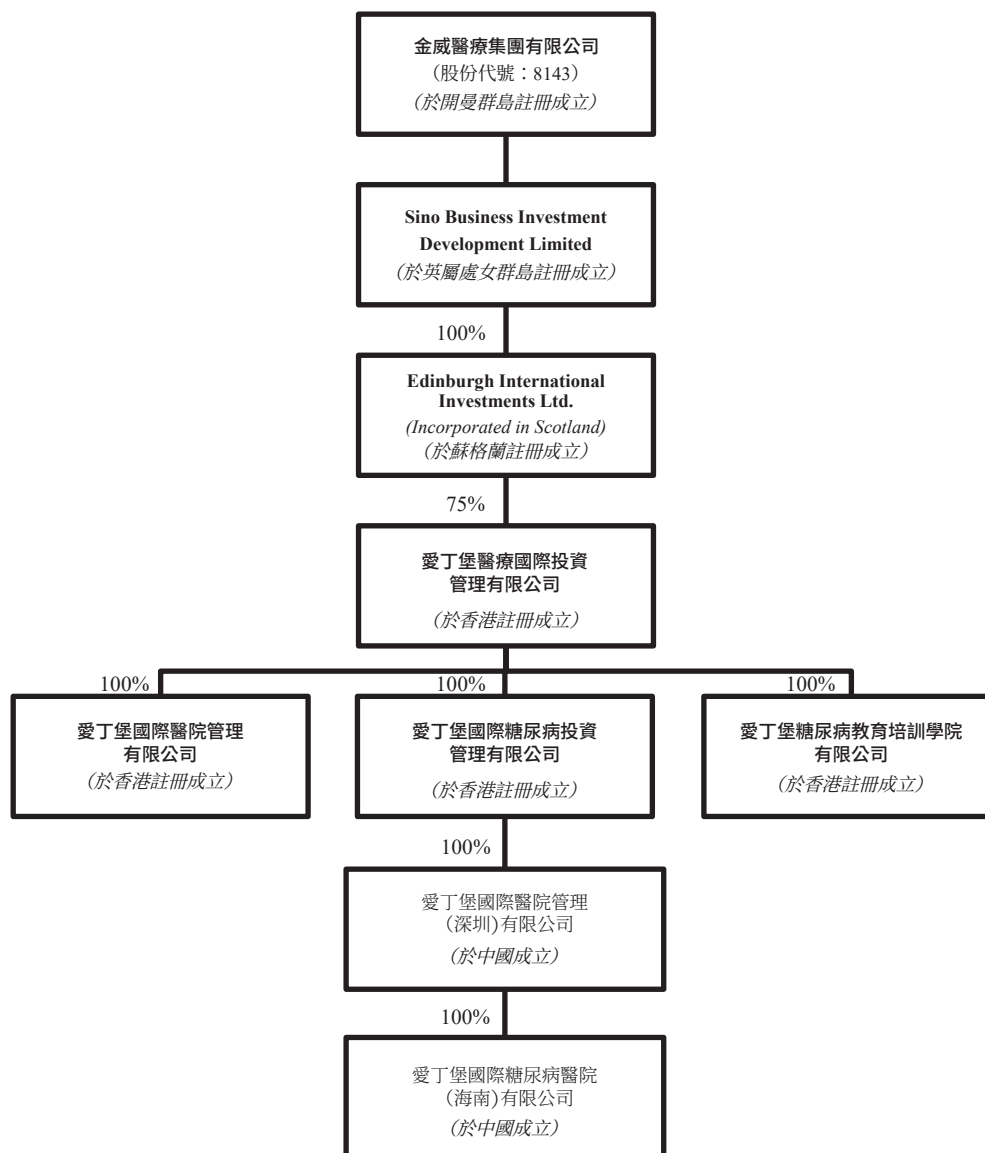 金威醫療集團有限公司
（股份代號：8143）
（於開曼群島註冊成立）
Sino Business Investment
Development Limited
（於英屬處女群島註冊成立）
100%
Edinburgh International
Investments Ltd.
(Incorporated in Scotland)
（於蘇格蘭註冊成立）
75%
愛丁堡醫療國際投資
管理有限公司
（於香港註冊成立）
100%
愛丁堡國際醫院管理
有限公司
（於香港註冊成立）
100%
愛丁堡國際糖尿病投資
管理有限公司
（於香港註冊成立）
100%
愛丁堡糖尿病教育培訓學院
有限公司
（於香港註冊成立）
100%
愛丁堡國際醫院管理
（深圳)有限公司
（於中國成立）
100%
愛丁堡國際糖尿病醫院
（海南)有限公司
（於中國成立）